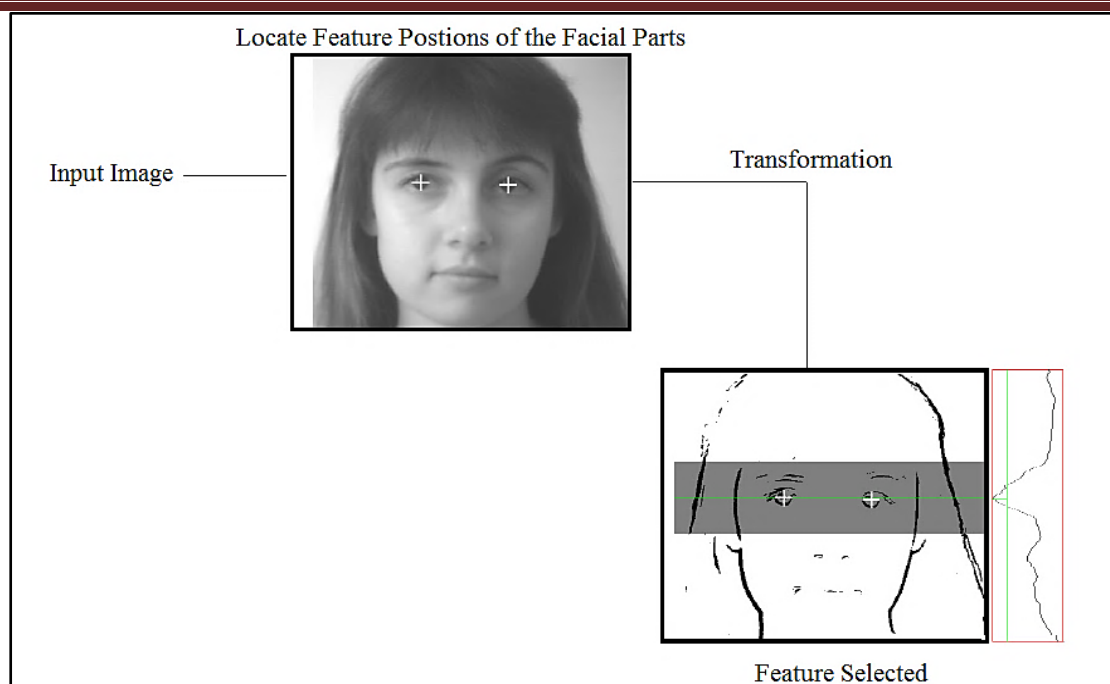 Locate Feature Postions of the Facial Parts
Input Image
Transformation
Feature Selected